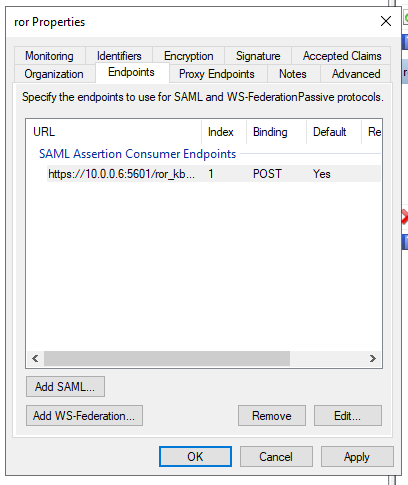 ror Properties
Monitoring Identifiers Encryption Signature Accepted Claims
Organization Endpoints Proxy Endpoints Notes Advanced
Specify the endpoints to use for SAML and WS-FederationPassive protocols.
URL Index Binding Default Re
SAML Assertion Consumer Endpoints
https://10.0.0.6:5601/ror_kb... 1 POST Yes
Add SAML...
Add WS-Federation... Remove Edit...
OK Cancel Apply